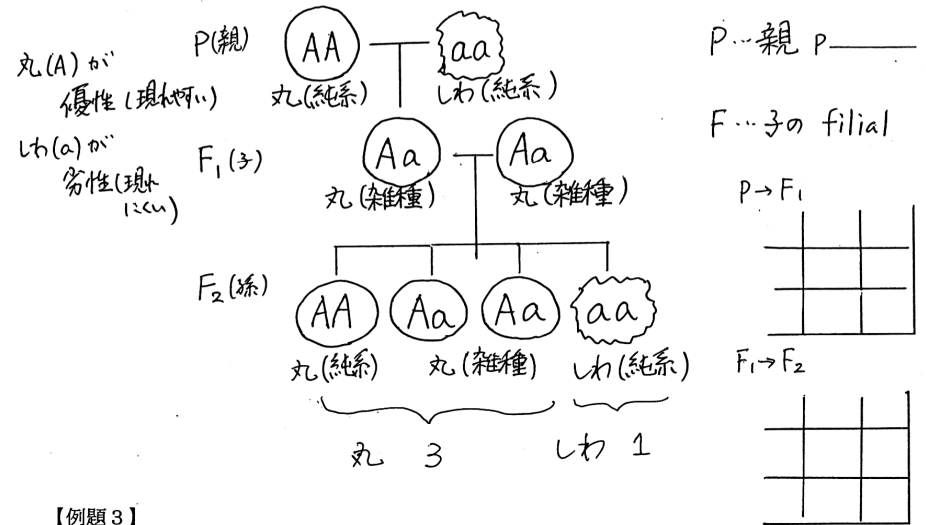 P(親)
AA
aa
丸(A)が
優性(現れやすい)
しわ(a)が
劣性(現れ
にくい)
丸(純系)
しわ(純系)
F₁(子)
Aa
Aa
丸(雑種)
丸(雑種)
F₂(孫)
AA
Aa
Aa
aa
丸(純系)
丸(雑種)
しわ(純系)
丸 3
しわ 1
P…親 P
F…子の filial
P→F₁
F₁→F₂
【例題3】